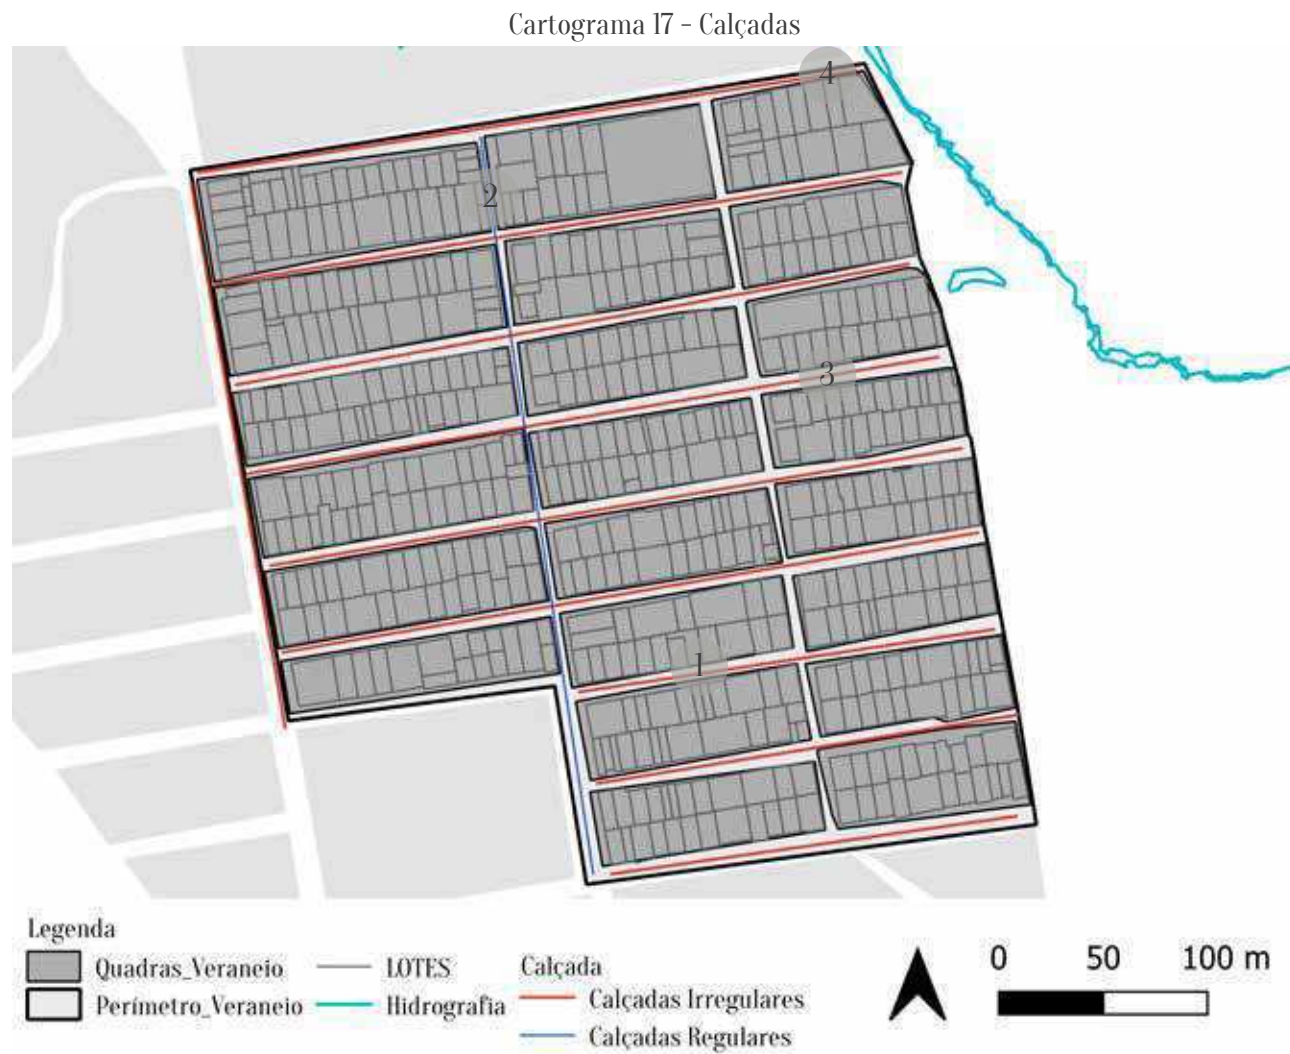 Cartograma 17 - Calçadas
4
2
3
1
Legenda
Quadras_Veraneio
Perímetro_Veraneio
LOTES
Hidrografia
Calçada
Calçadas Irregulares
Calçadas Regulares
0 50 100 m